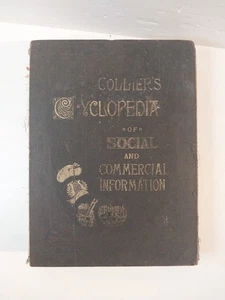 COLLIER'S
CYCLOPEDIA
OF
SOCIAL
AND
COMMERCIAL
INFORMATION